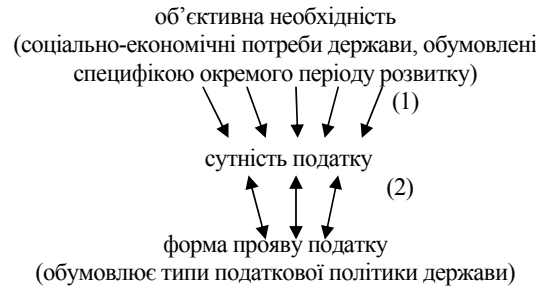 об’єктивна необхідність
(соціально-економічні потреби держави, обумовлені
специфікою окремого періоду розвитку)
(1)
сутність податку
(2)
форма прояву податку
(обумовлює типи податкової політики держави)